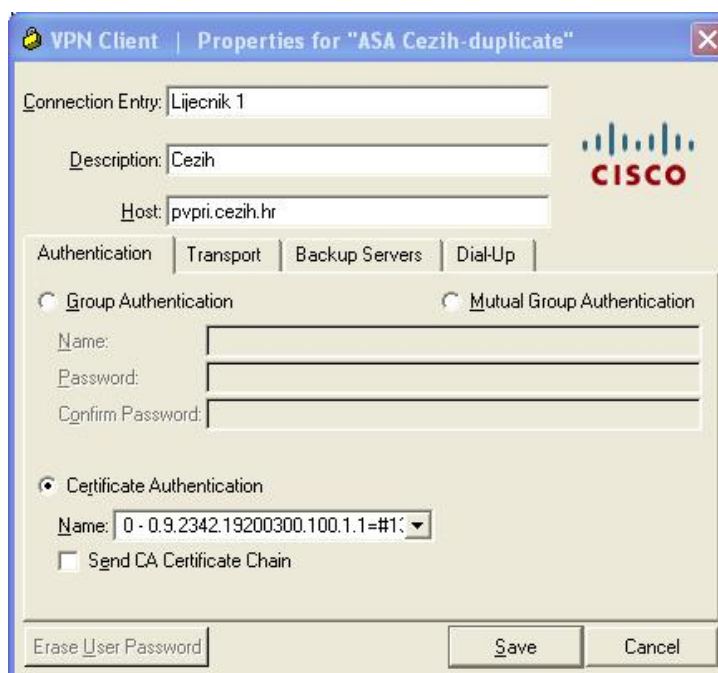 VPN Client | Properties for "ASA Cezih-duplicate"
Connection Entry: Lijecnik 1
Description: Cezih
CISCO
Host: pvpri.cezih.hr
Authentication Transport Backup Servers Dial-Up
Group Authentication Mutual Group Authentication
Name:
Password:
Confirm Password:
Certificate Authentication
Name: 0 - 0.9.2342.19200300.100.1.1=#13
Send CA Certificate Chain
Erase User Password Save Cancel